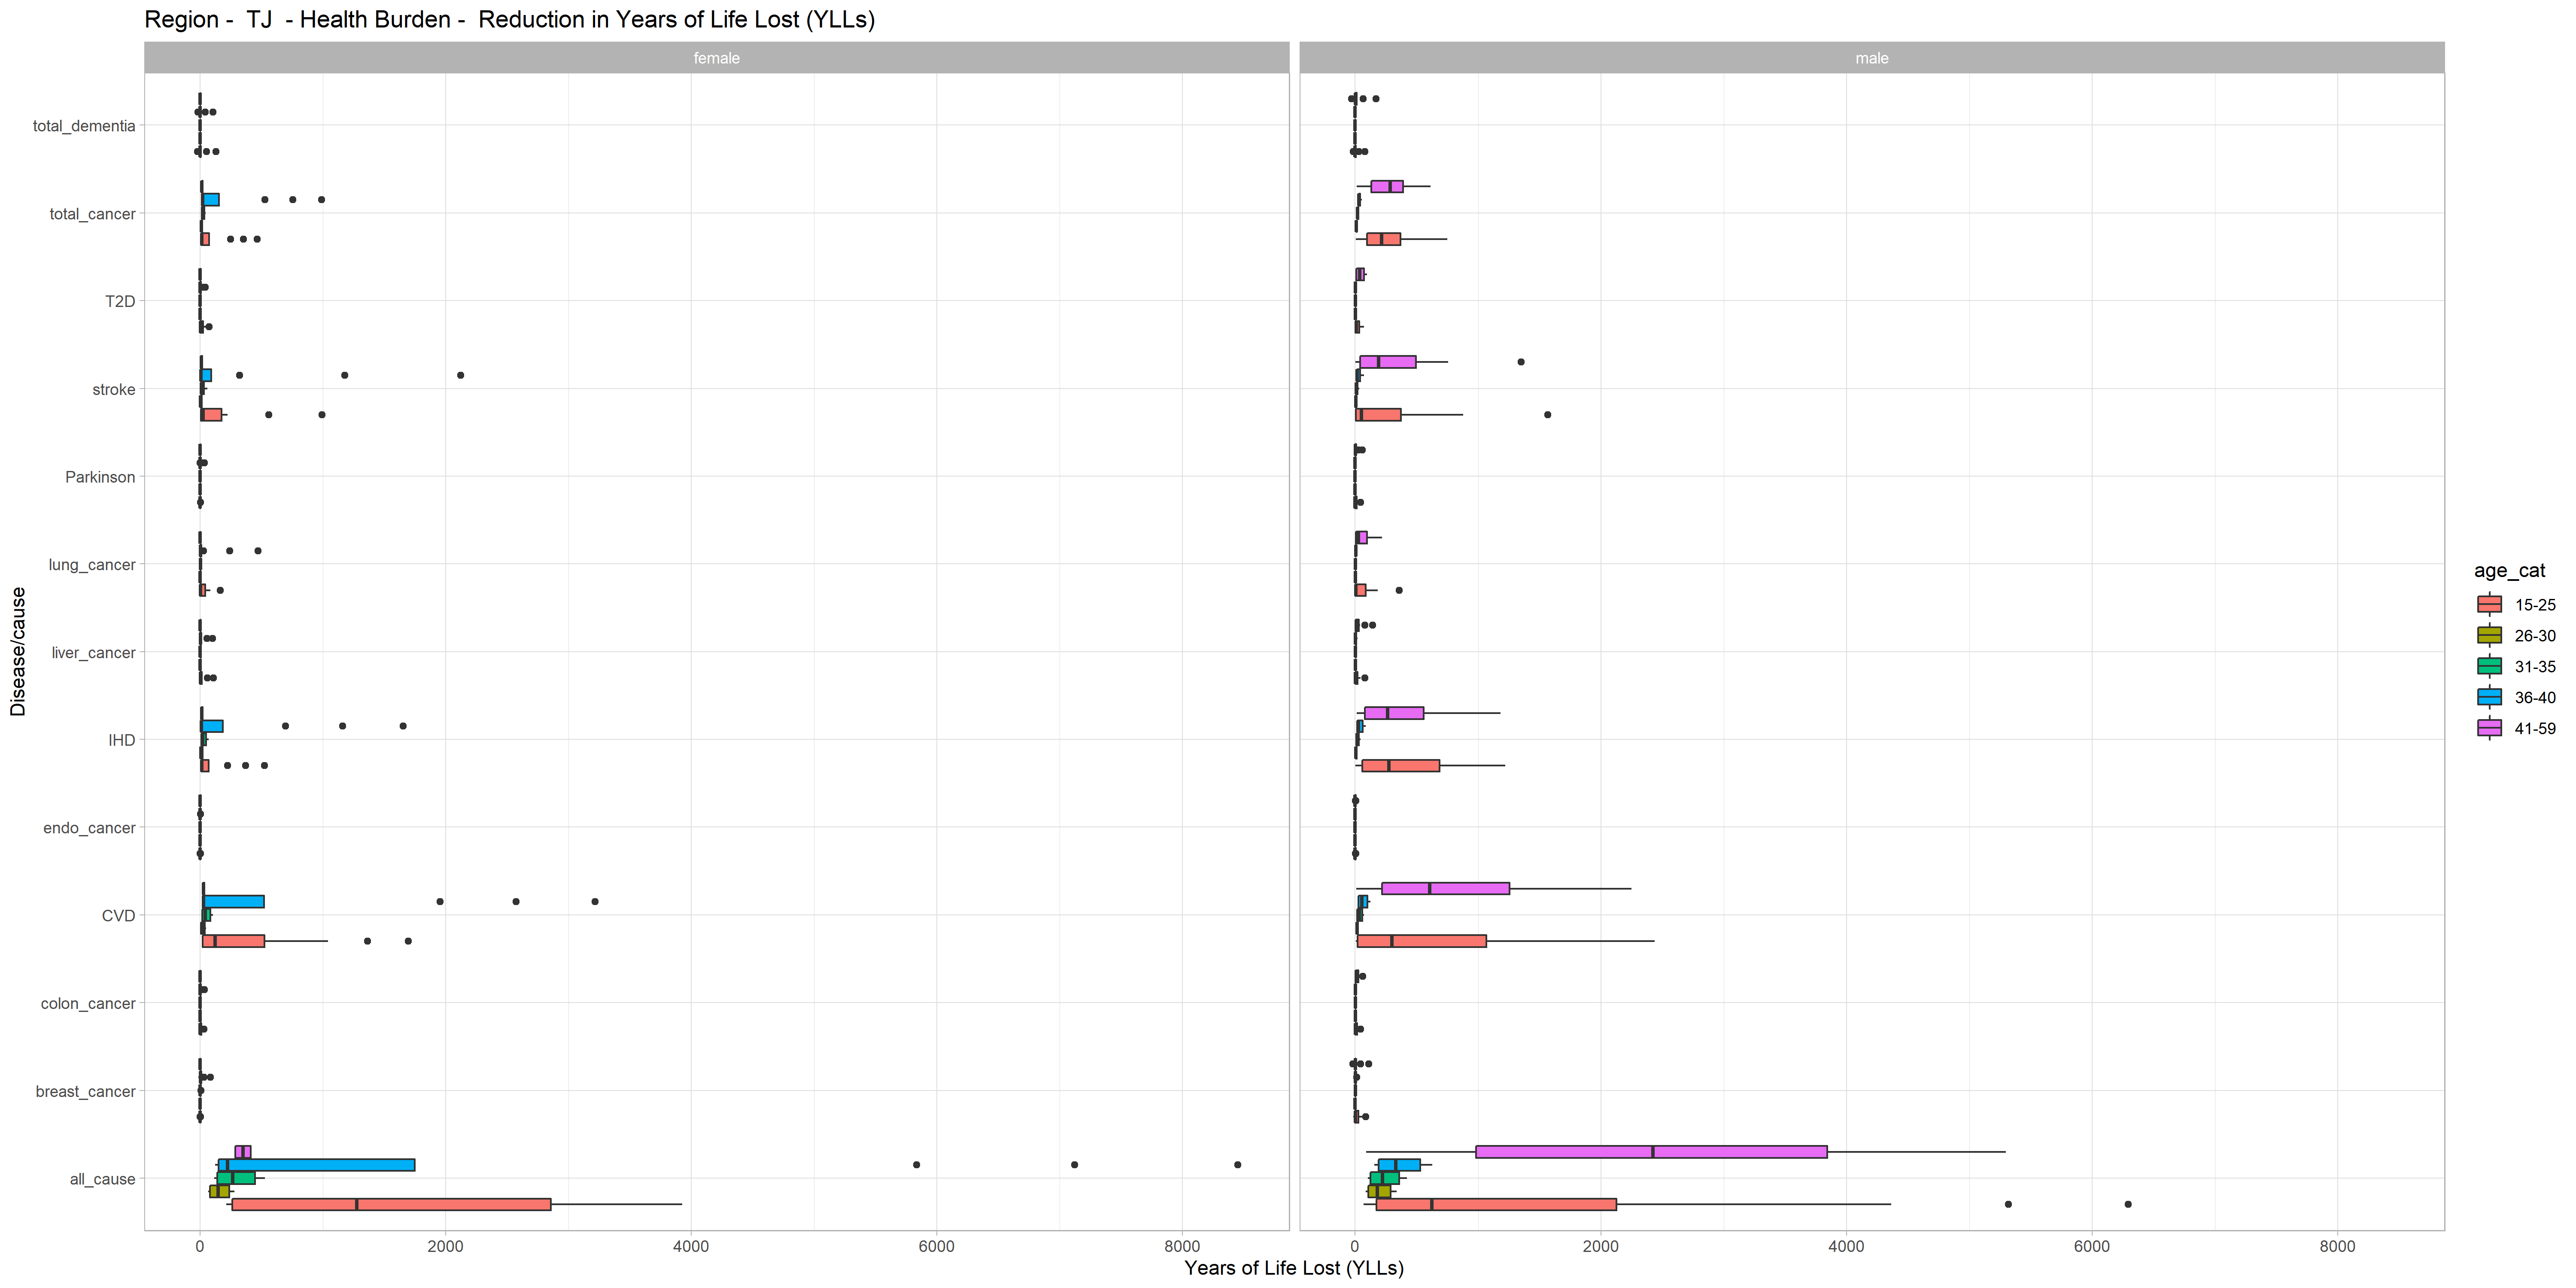 Region -  TJ  - Health Burden -  Reduction in Years of Life Lost (YLLs)
female
male
total_dementia
total_cancer
T2D
stroke
Parkinson
lung_cancer
liver_cancer
IHD
endo_cancer
CVD
colon_cancer
breast_cancer
all_cause
Disease/cause
0 2000 4000 6000 8000
0 2000 4000 6000 8000
Years of Life Lost (YLLs)
age_cat
15-25
26-30
31-35
36-40
41-59